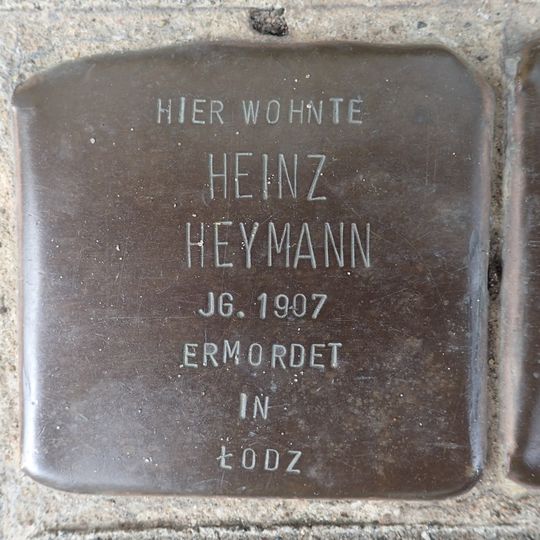 HIER WOHNTE
HEINZ
HEYMANN
JG. 1907
ERMORDET
IN
ŁODZ